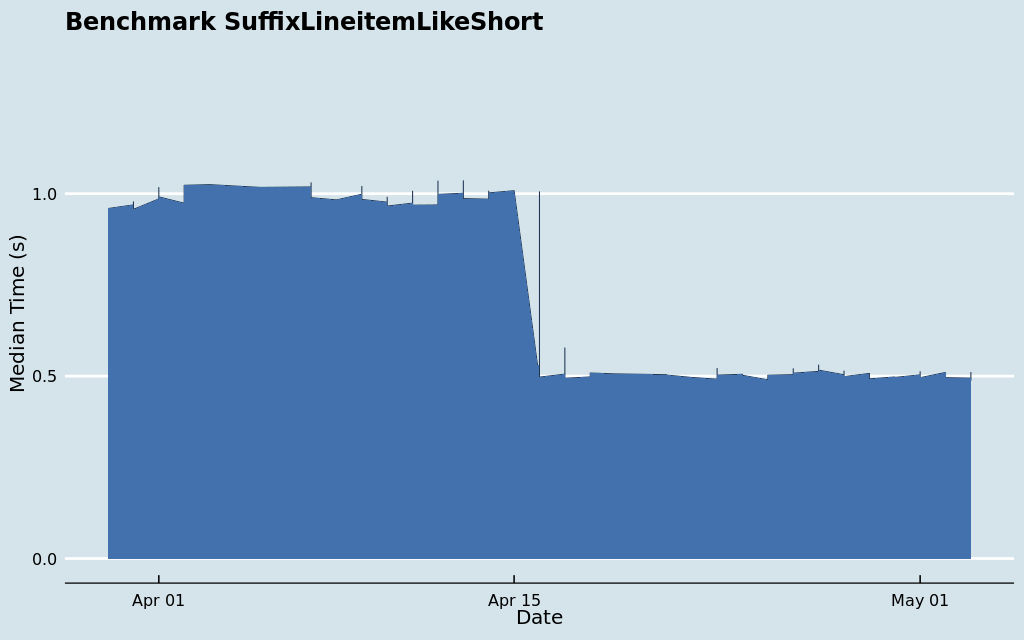 Benchmark SuffixLineitemLikeShort
Median Time (s)
1.0
0.5
0.0
Apr 01
Apr 15
May 01
Date